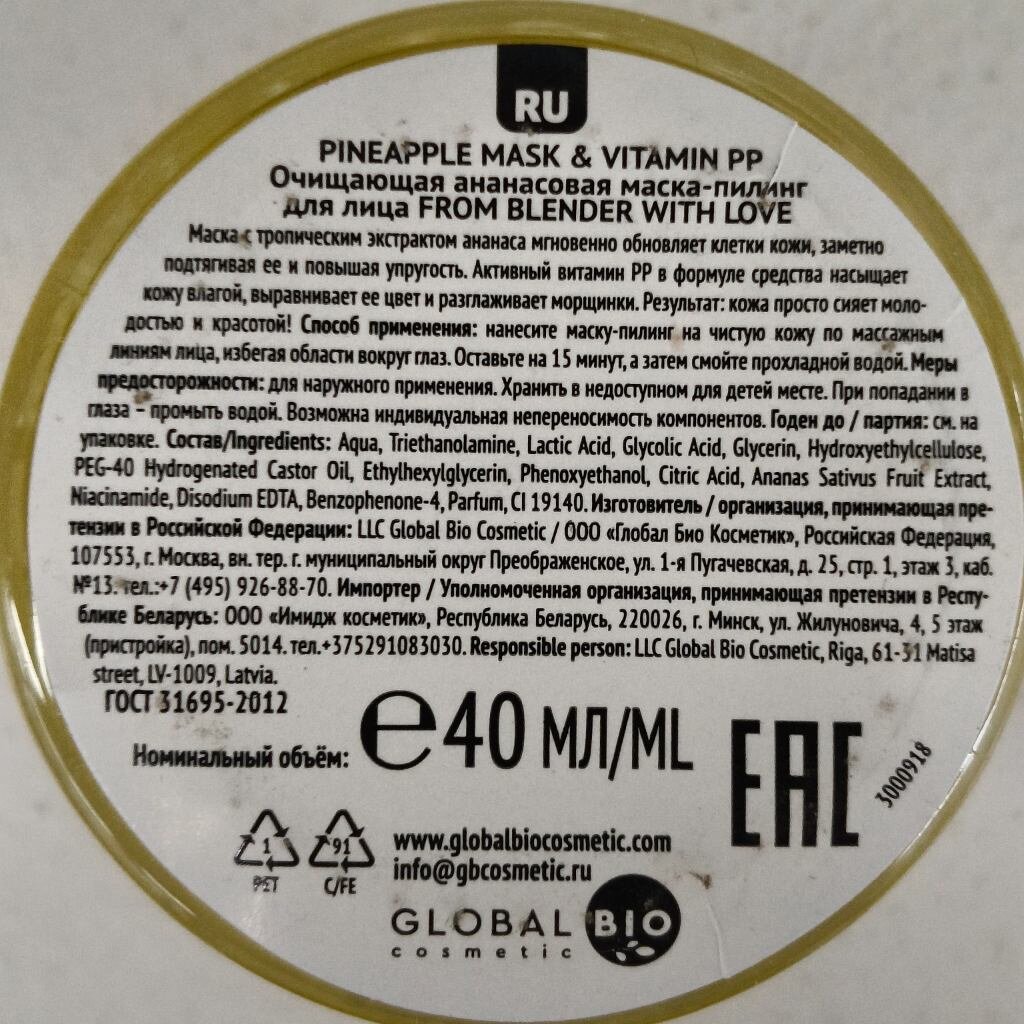 RU
PINEAPPLE MASK & VITAMIN PP
Очищающая ананасовая маска-пилинг
для лица FROM BLENDER WITH LOVE
Маска с тропическим экстрактом ананаса мгновенно обновляет клетки кожи, заметно
подтягивая ее и повышая упругость. Активный витамин PP в формуле средства насыщает
кожу влагой, выравнивает ее цвет и разглаживает морщинки. Результат: кожа просто сияет моло-
достью и красотой! Способ применения: нанесите маску-пилинг на чистую кожу по массажным
линиям лица, избегая области вокруг глаз. Оставьте на 15 минут, а затем смойте прохладной водой. Меры
предосторожности: для наружного применения. Хранить в недоступном для детей месте. При попадании в
глаза – промыть водой. Возможна индивидуальная непереносимость компонентов. Годен до / партия: см. на
упаковке. Состав/Ingredients: Aqua, Triethanolamine, Lactic Acid, Glycolic Acid, Glycerin, Hydroxyethylcellulose,
PEG-40 Hydrogenated Castor Oil, Ethylhexylglycerin, Phenoxyethanol, Citric Acid, Ananas Sativus Fruit Extract,
Niacinamide, Disodium EDTA, Benzophenone-4, Parfum, CI 19140. Изготовитель / организация, принимающая пре-
тензии в Российской Федерации: LLC Global Bio Cosmetic / ООО «Глобал Био Косметик», Российская Федерация,
107553, г. Москва, вн. тер. г. муниципальный округ Преображенское, ул. 1-я Пугачевская, д. 25, стр. 1, этаж 3, каб.
№13. тел.:+7 (495) 926-88-70. Импортер / Уполномоченная организация, принимающая претензии в Респу-
блике Беларусь: ООО «Имидж косметик», Республика Беларусь, 220026, г. Минск, ул. Жилуновича, 4, 5 этаж
(пристройка), пом. 5014. тел.+375291083030. Responsible person: LLC Global Bio Cosmetic, Riga, 61-31 Matisa
street, LV-1009, Latvia.
ГОСТ 31695-2012
Номинальный объём: ℮40 МЛ/ML
EAC
3000918
1 91
PET C/FE
www.globalbiocosmetic.com
info@gbcosmetic.ru
GLOBAL BIO
cosmetic